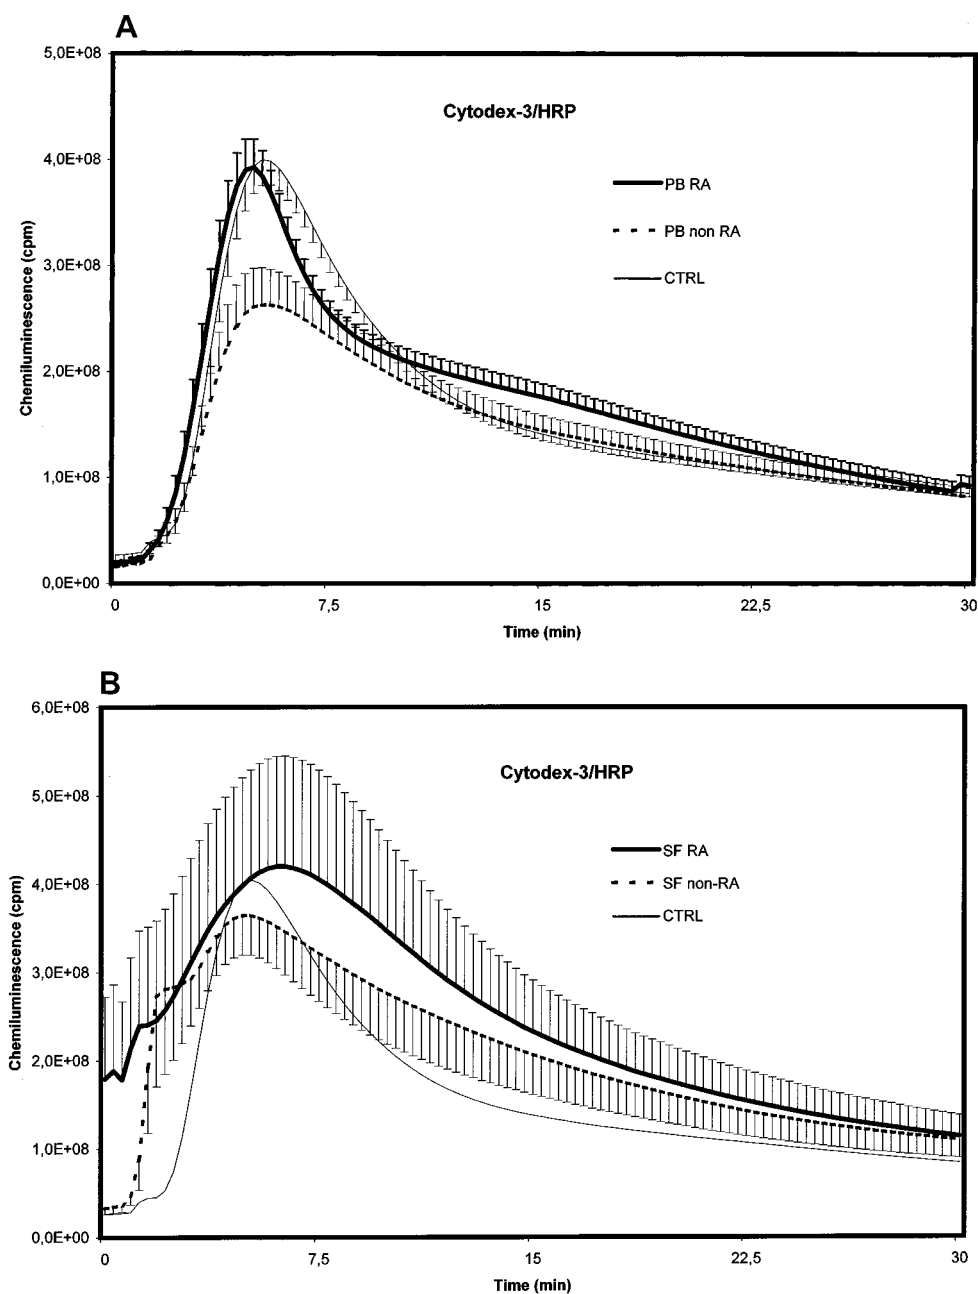 A
5,0E+08
Cytodex-3/HRP
4,0E+08
PB RA
PB non RA
3,0E+08
CTRL
Chemiluminescence (cpm)
2,0E+08
1,0E+08
0,0E+00
0 7,5 15 22,5 30
Time (min)
B
6,0E+08
Cytodex-3/HRP
5,0E+08
SF RA
SF non-RA
4,0E+08
CTRL
Chemiluminescence (cpm)
3,0E+08
2,0E+08
1,0E+08
0,0E+00
0 7,5 15 22,5 30
Time (min)